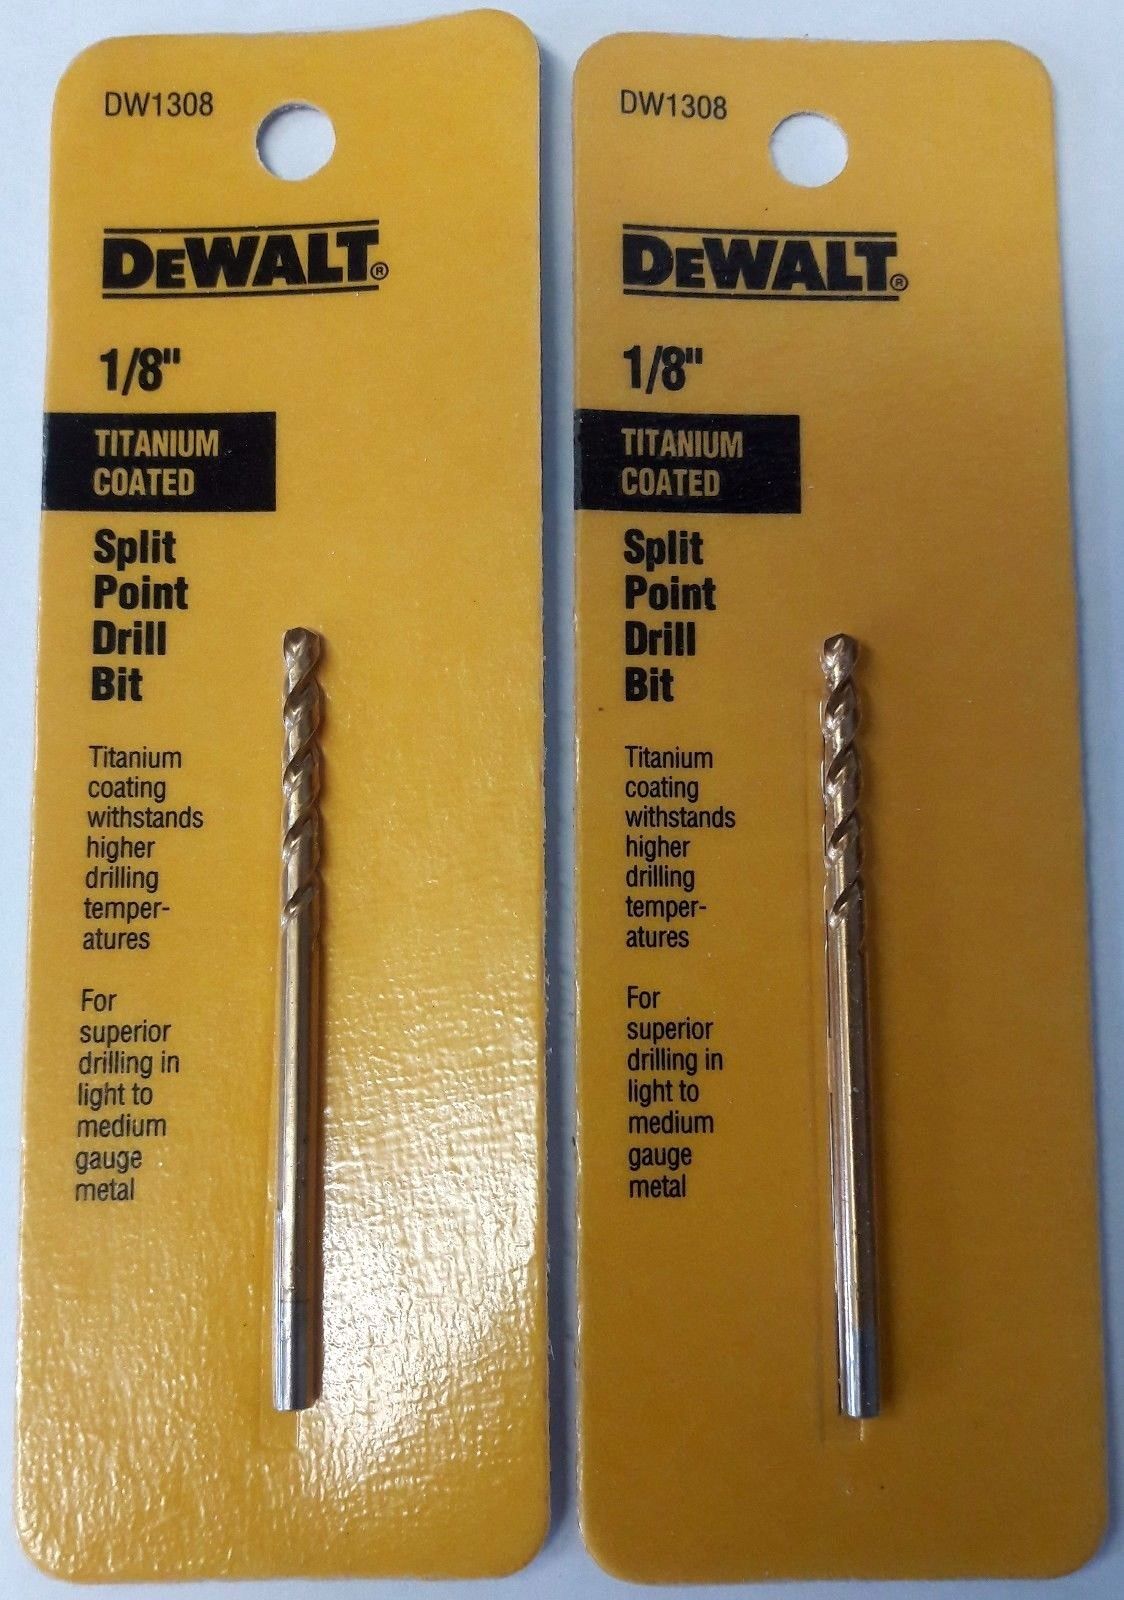 DW1308
DEWALT®
1/8"
TITANIUM
COATED
Split
Point
Drill
Bit
Titanium
coating
withstands
higher
drilling
temper-
atures
For
superior
drilling in
light to
medium
gauge
metal
DW1308
DEWALT®
1/8"
TITANIUM
COATED
Split
Point
Drill
Bit
Titanium
coating
withstands
higher
drilling
temper-
atures
For
superior
drilling in
light to
medium
gauge
metal